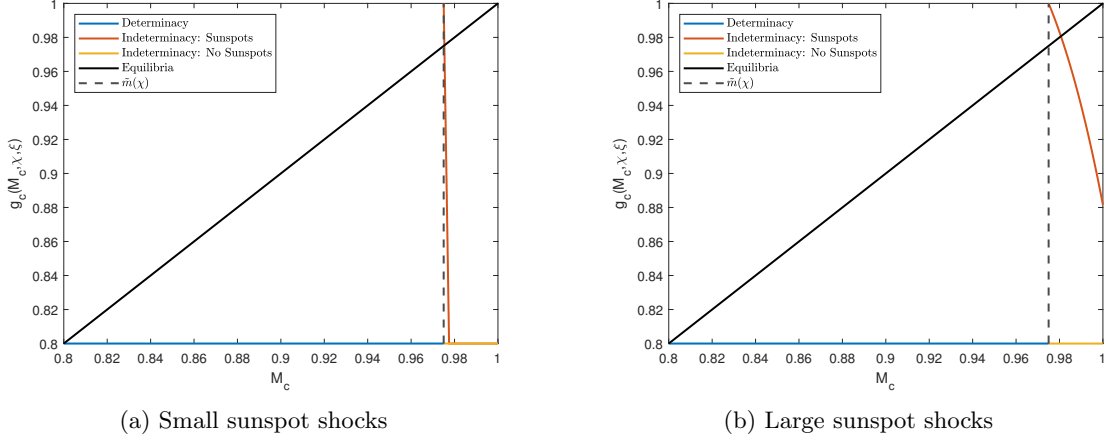 1
0.98
0.96
0.94
0.92
0.9
0.88
0.86
0.84
0.82
0.8
g_c(M_c,χ,ξ)
Determinacy
Indeterminacy: Sunspots
Indeterminacy: No Sunspots
Equilibria
m̃(χ)
0.8 0.82 0.84 0.86 0.88 0.9 0.92 0.94 0.96 0.98 1
M_c
(a) Small sunspot shocks
1
0.98
0.96
0.94
0.92
0.9
0.88
0.86
0.84
0.82
0.8
g_c(M_c,χ,ξ)
Determinacy
Indeterminacy: Sunspots
Indeterminacy: No Sunspots
Equilibria
m̃(χ)
0.8 0.82 0.84 0.86 0.88 0.9 0.92 0.94 0.96 0.98 1
M_c
(b) Large sunspot shocks